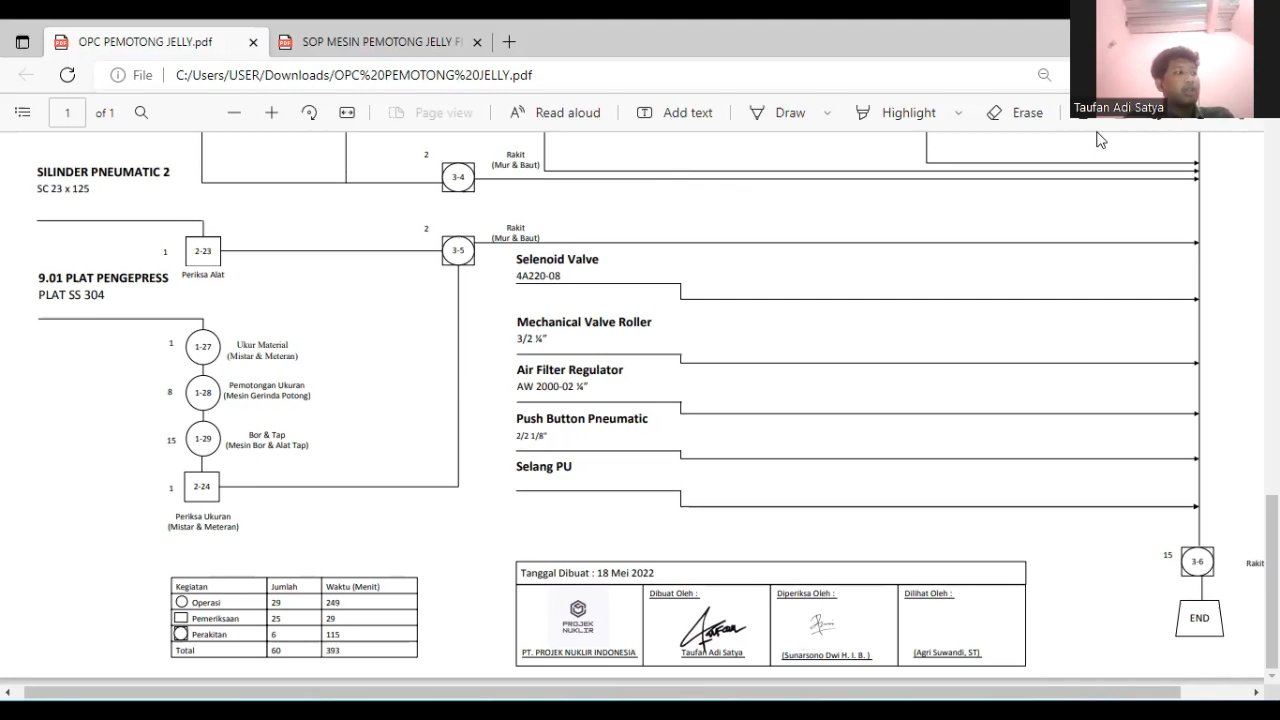 OPC PEMOTONG JELLY.pdf
SOP MESIN PEMOTONG JELLY F
File
C:/Users/USER/Downloads/OPC%20PEMOTONG%20JELLY.pdf
Taufan Adi Satya
1
of 1
Page view
Read aloud
Add text
Draw
Highlight
Erase
SILINDER PNEUMATIC 2
SC 23 x 125
2
3-4
Rakit
(Mur & Baut)
1
2-23
Periksa Alat
2
3-5
Rakit
(Mur & Baut)
9.01 PLAT PENGEPRESS
PLAT SS 304
1
1-27
Ukur Material
(Mistar & Meteran)
8
1-28
Pemotongan Ukuran
(Mesin Gerinda Potong)
15
1-29
Bor & Tap
(Mesin Bor & Alat Tap)
1
2-24
Periksa Ukuran
(Mistar & Meteran)
Selenoid Valve
4A220-08
Mechanical Valve Roller
3/2 ¼"
Air Filter Regulator
AW 2000-02 ¼"
Push Button Pneumatic
2/2 1/8"
Selang PU
15
3-6
Rakit
END
Kegiatan Jumlah Waktu (Menit)
Operasi 29 249
Pemeriksaan 25 29
Perakitan 6 115
Total 60 393
Tanggal Dibuat : 18 Mei 2022
PROJEK
NUKLIR
PT. PROJEK NUKLIR INDONESIA
Dibuat Oleh :
Taufan Adi Satya
Diperiksa Oleh :
(Sunarsono Dwi H. I. B. )
Dilihat Oleh :
(Agri Suwandi, ST)